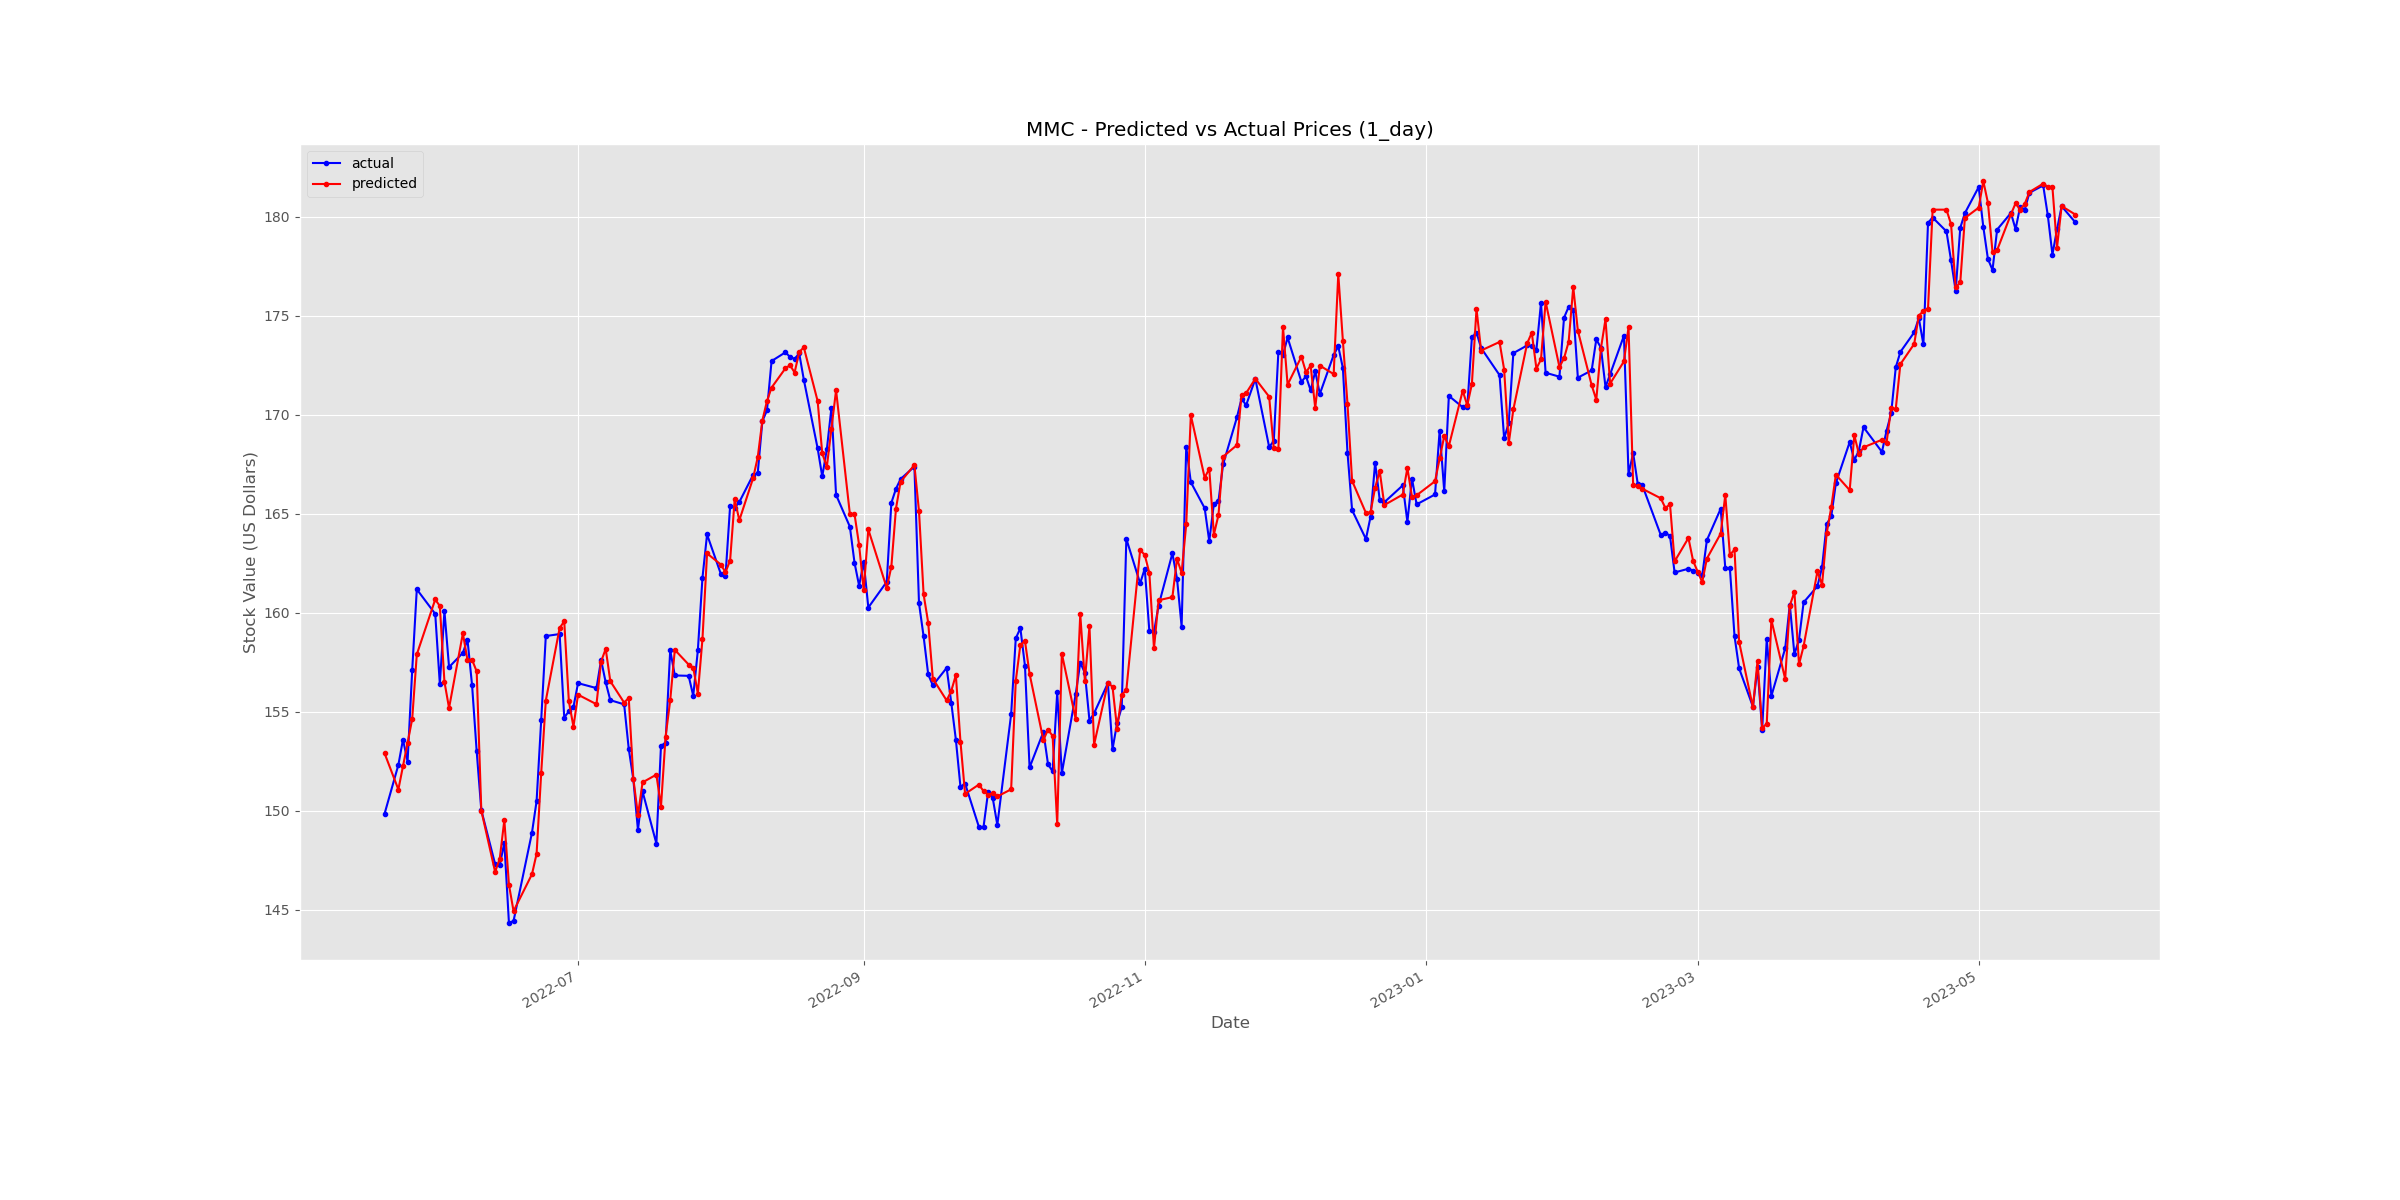 MMC - Predicted vs Actual Prices (1_day)
actual
predicted
Stock Value (US Dollars)
180
175
170
165
160
155
150
145
2022-07
2022-09
2022-11
2023-01
2023-03
2023-05
Date